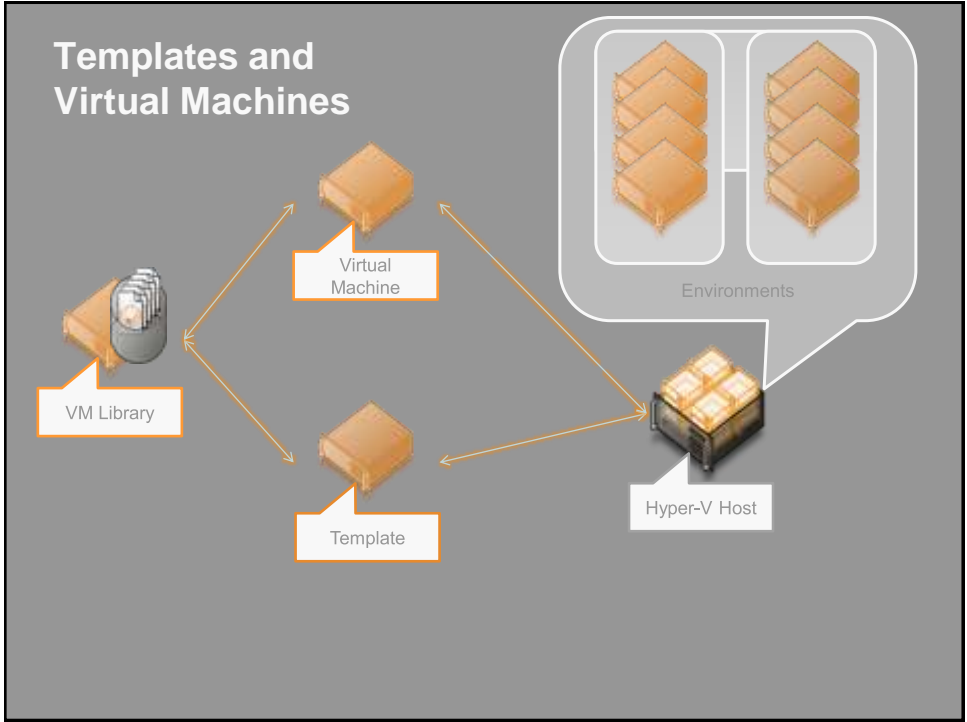 Templates and
Virtual Machines
Environments
Virtual
Machine
VM Library
Template
Hyper-V Host